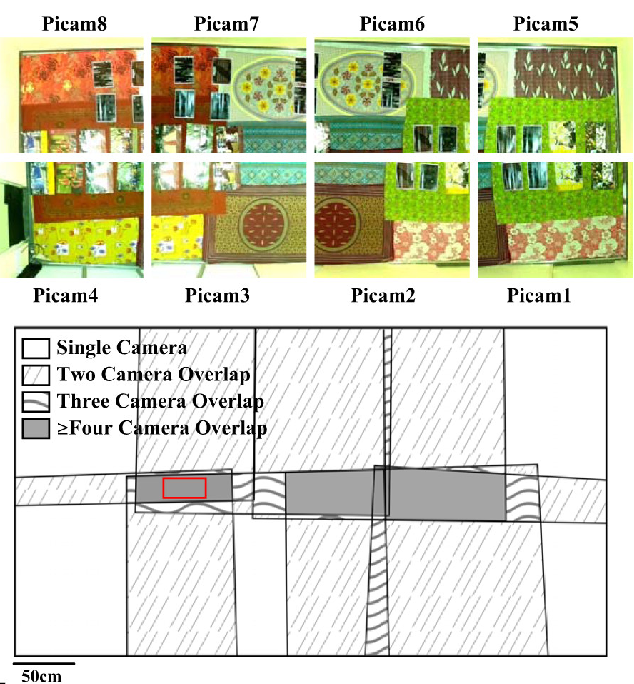 Picam8 Picam7 Picam6 Picam5
Picam4 Picam3 Picam2 Picam1
Single Camera
Two Camera Overlap
Three Camera Overlap
≥Four Camera Overlap
50cm